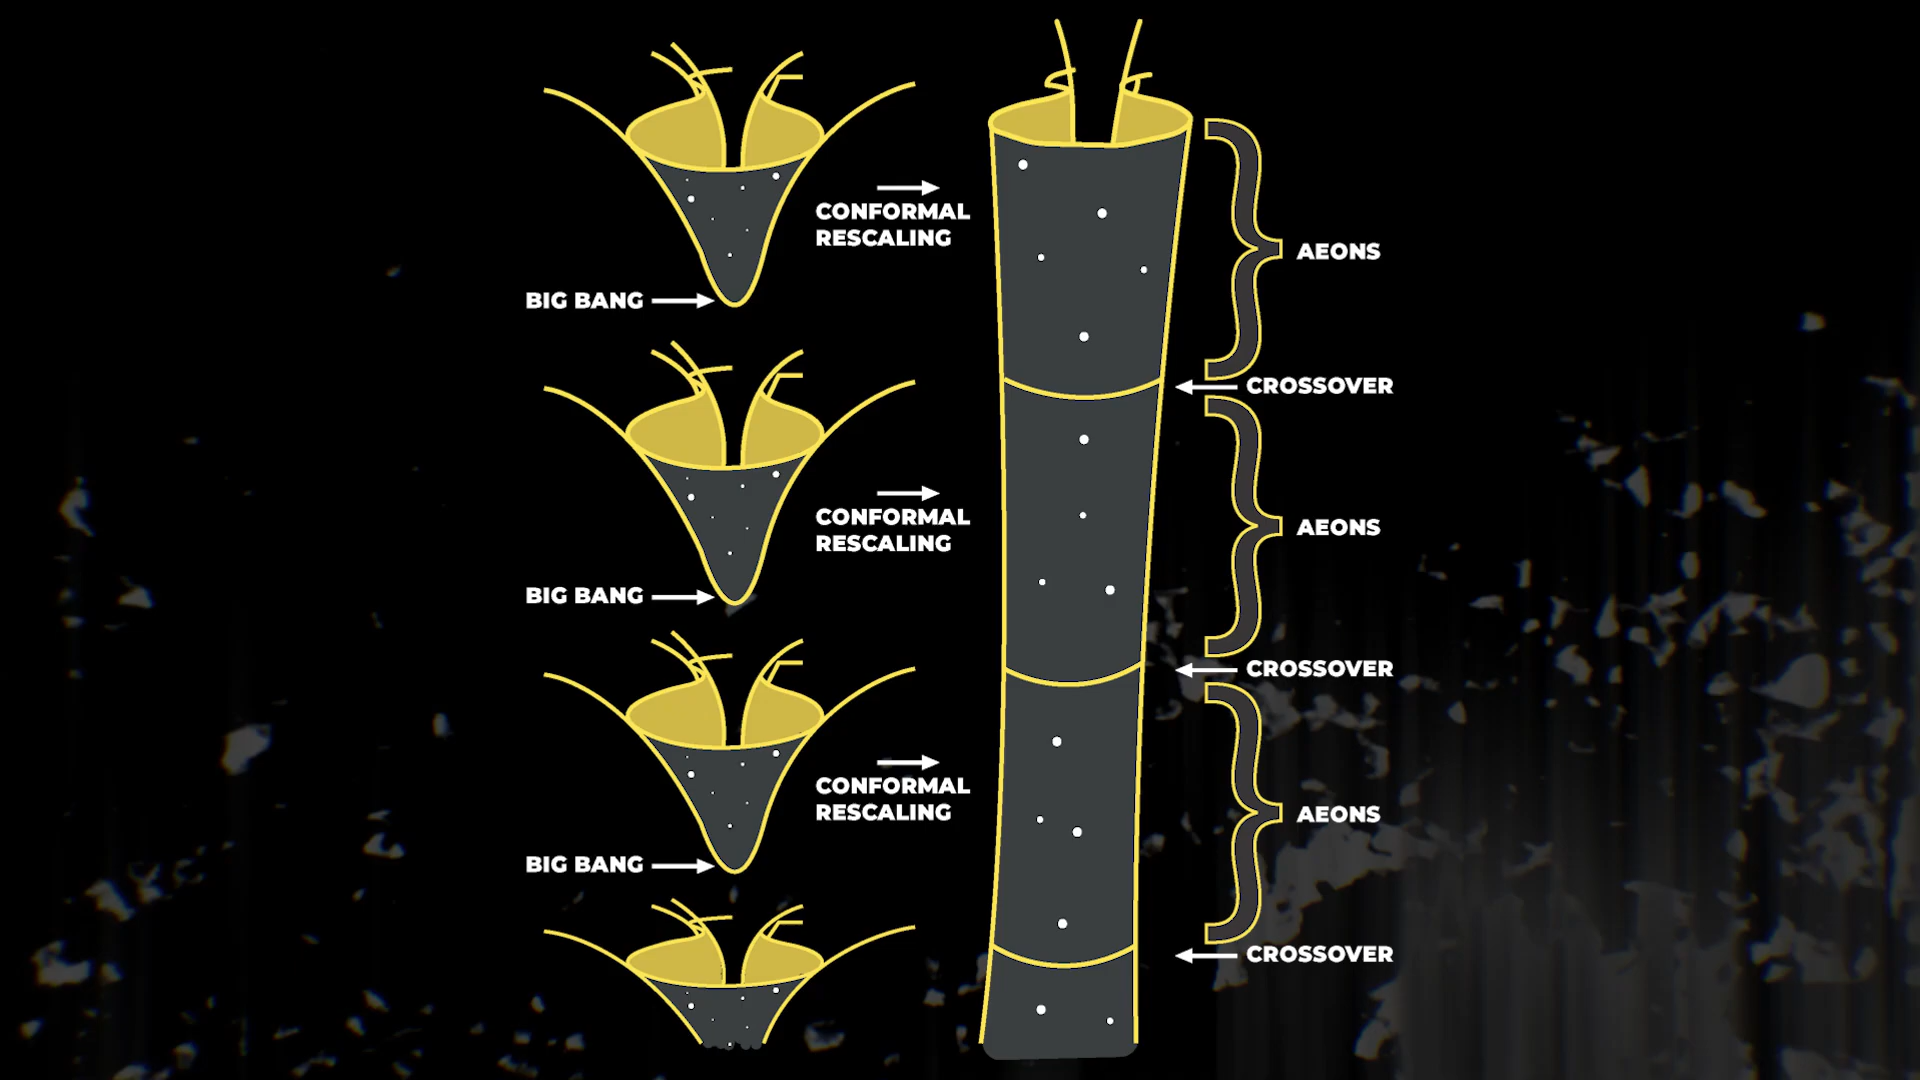 CONFORMAL
RESCALING
BIG BANG
AEONS
CROSSOVER
CONFORMAL
RESCALING
BIG BANG
AEONS
CROSSOVER
CONFORMAL
RESCALING
BIG BANG
AEONS
CROSSOVER